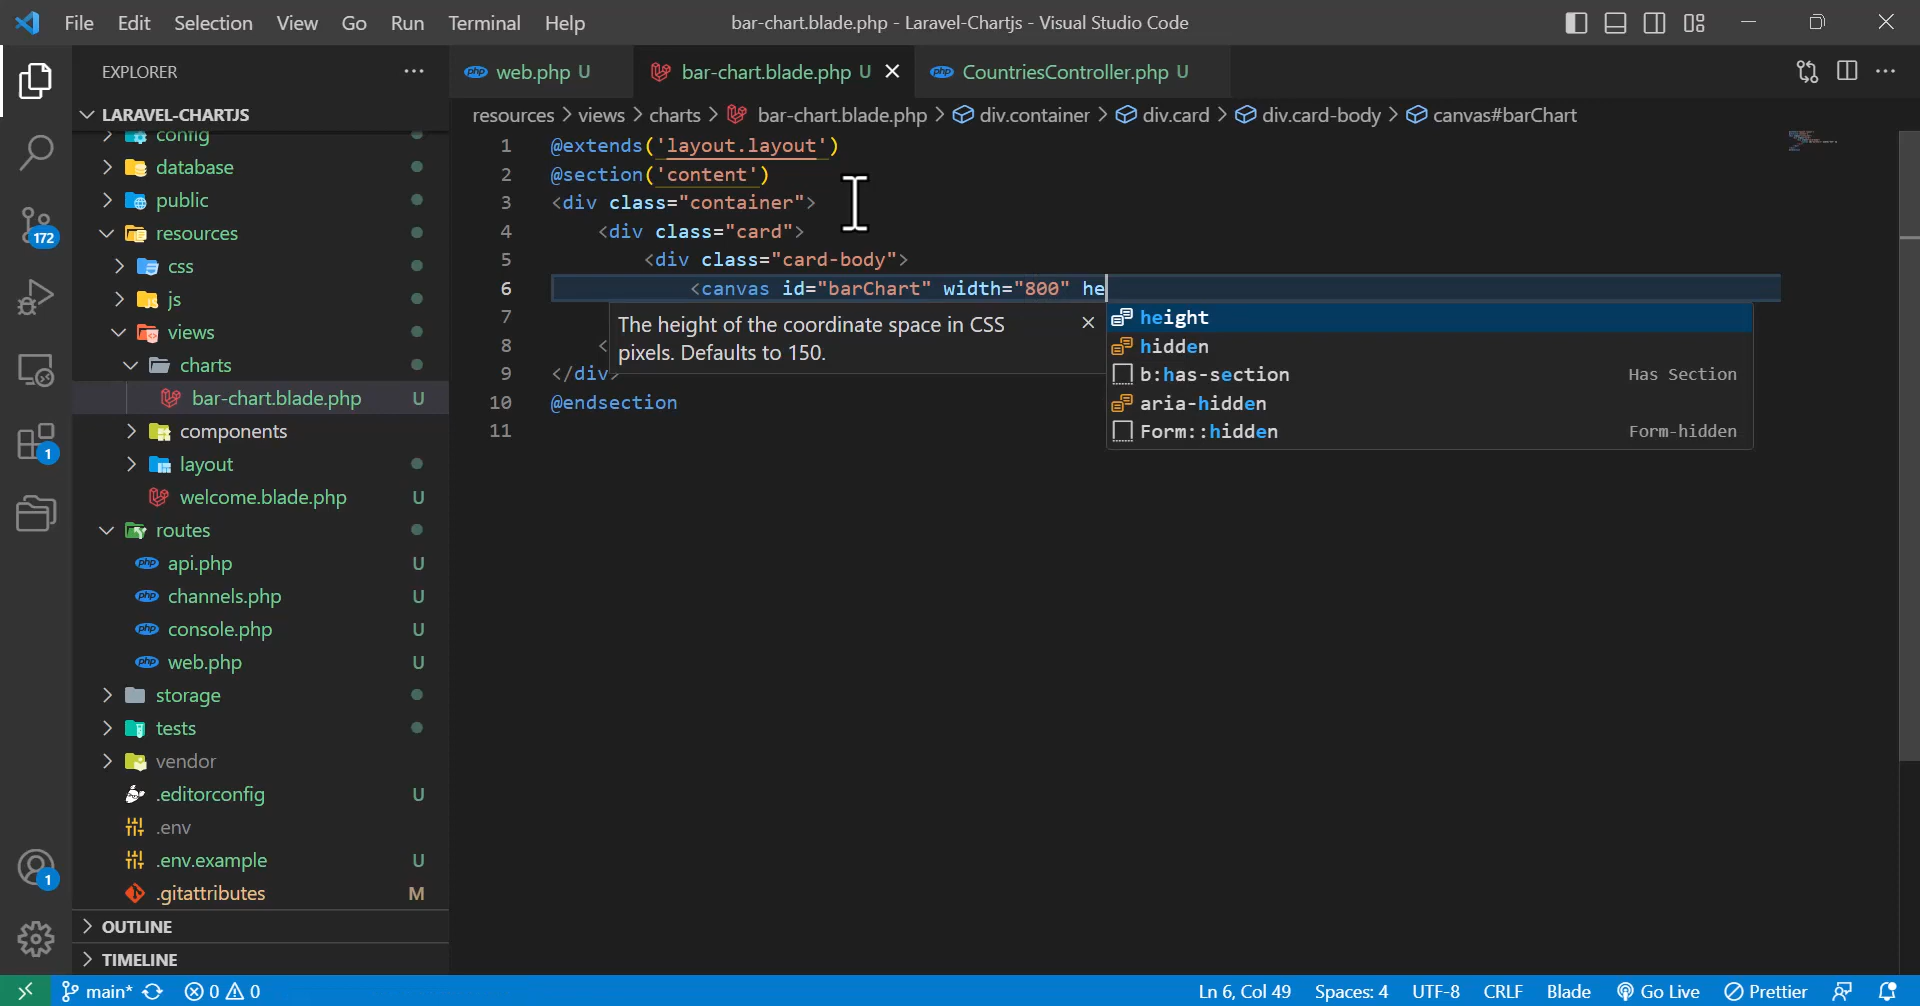 File Edit Selection View Go Run Terminal Help
bar-chart.blade.php - Laravel-Chartjs - Visual Studio Code
EXPLORER
web.php U
bar-chart.blade.php U
CountriesController.php U
LARAVEL-CHARTJS
resources > views > charts > bar-chart.blade.php > div.container > div.card > div.card-body > canvas#barChart
config
database
public
resources
css
js
views
charts
bar-chart.blade.php U
components
layout
welcome.blade.php U
routes
api.php U
channels.php U
console.php U
web.php U
storage
tests
vendor
.editorconfig U
.env
.env.example U
.gitattributes M
OUTLINE
TIMELINE
172
1
1
1 @extends('layout.layout')
2 @section('content')
3 <div class="container">
4 <div class="card">
5 <div class="card-body">
6 <canvas id="barChart" width="800" he
7
8 <
9 </div>
10 @endsection
11
The height of the coordinate space in CSS
pixels. Defaults to 150.
height
hidden
b:has-section Has Section
aria-hidden
Form::hidden Form-hidden
main* 0 0 Ln 6, Col 49 Spaces: 4 UTF-8 CRLF Blade Go Live Prettier